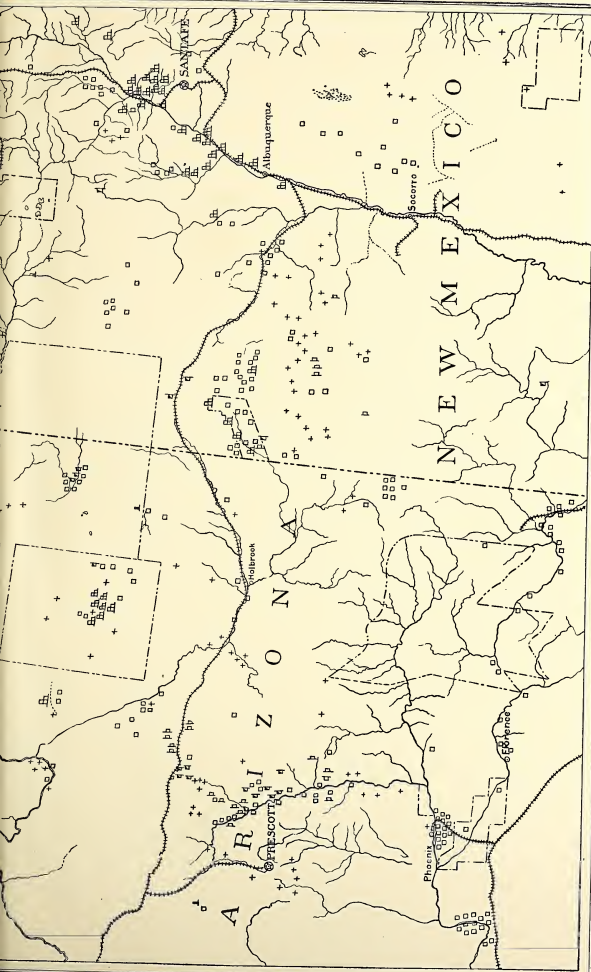 SANTA FE
Albuquerque
Socorro
NEW MEXICO
Holbrook
ARIZONA
PRESCOTT
Phoenix
Florence